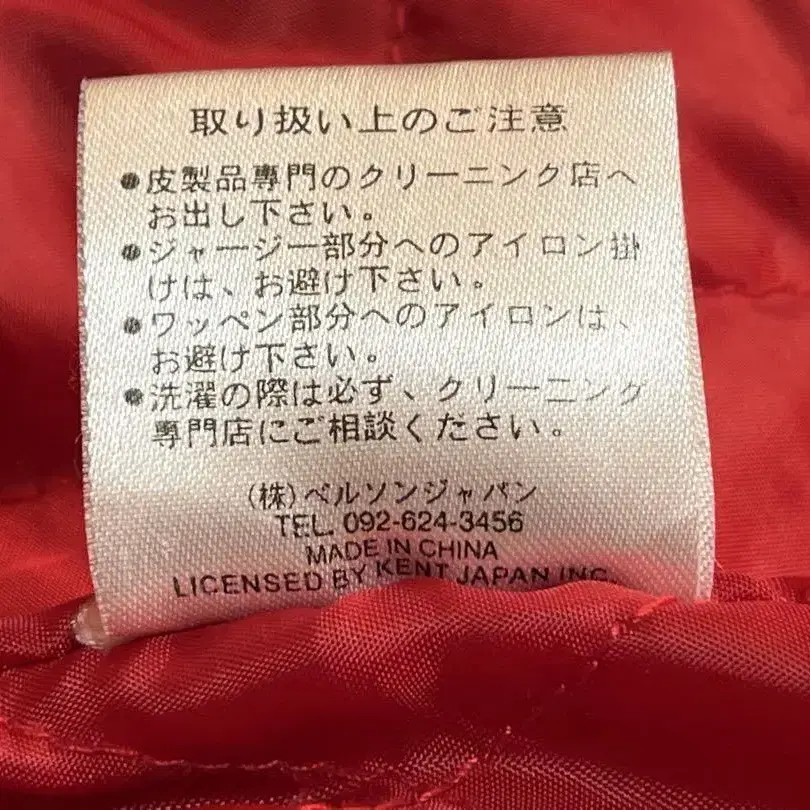 取り扱い上のご注意
●皮製品專門のクリーニング店へ
お出し下さい。
●ジャージー部分へのアイロン掛
けは、お避け下さい。
●ワッペン部分へのアイロンは、
お避け下さい。
●洗濯の際は必ず、クリーニング
專門店にご相談ください。
(株)ベルソンジャパン
TEL. 092-624-3456
MADE IN CHINA
LICENSED BY KENT JAPAN INC.